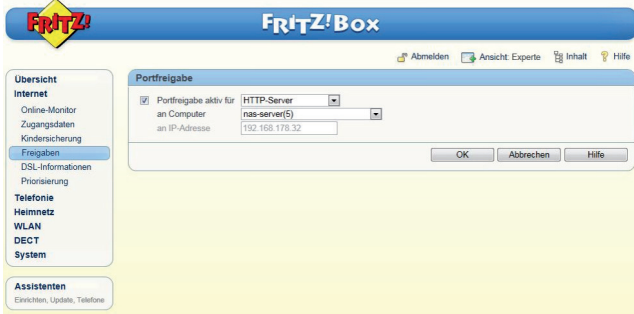 FRITZ!
FRITZ!Box
Abmelden Ansicht: Experte Inhalt Hilfe
Übersicht
Internet
Online-Monitor
Zugangsdaten
Kindersicherung
Freigaben
DSL-Informationen
Priorisierung
Telefonie
Heimnetz
WLAN
DECT
System
Assistenten
Einrichten, Update, Telefone
Portfreigabe
Portfreigabe aktiv für HTTP-Server
an Computer nas-server(5)
an IP-Adresse 192.168.178.32
OK Abbrechen Hilfe